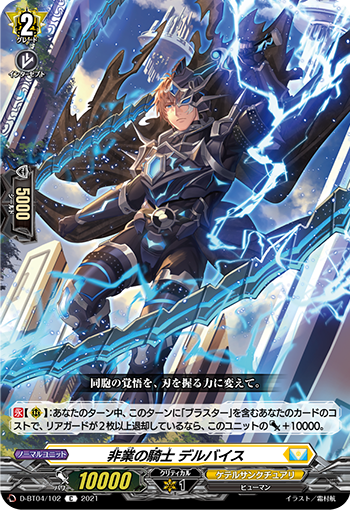 2
グレード
インターセプト
シールド
5000
同胞の覚悟を、刃を握る力に変えて。
永【】:あなたのターン中、このターンに「ブラスター」を含むあなたのカードのコ
ストで、リアガードが2枚以上退却しているなら、このユニットの+10000。
ノーマルユニット
非業の騎士 デルバイス
パワー
10000
クリティカル
1
ケテルサンクチュアリ
ヒューマン
D-BT04/102 C 2021
イラスト/霜村航